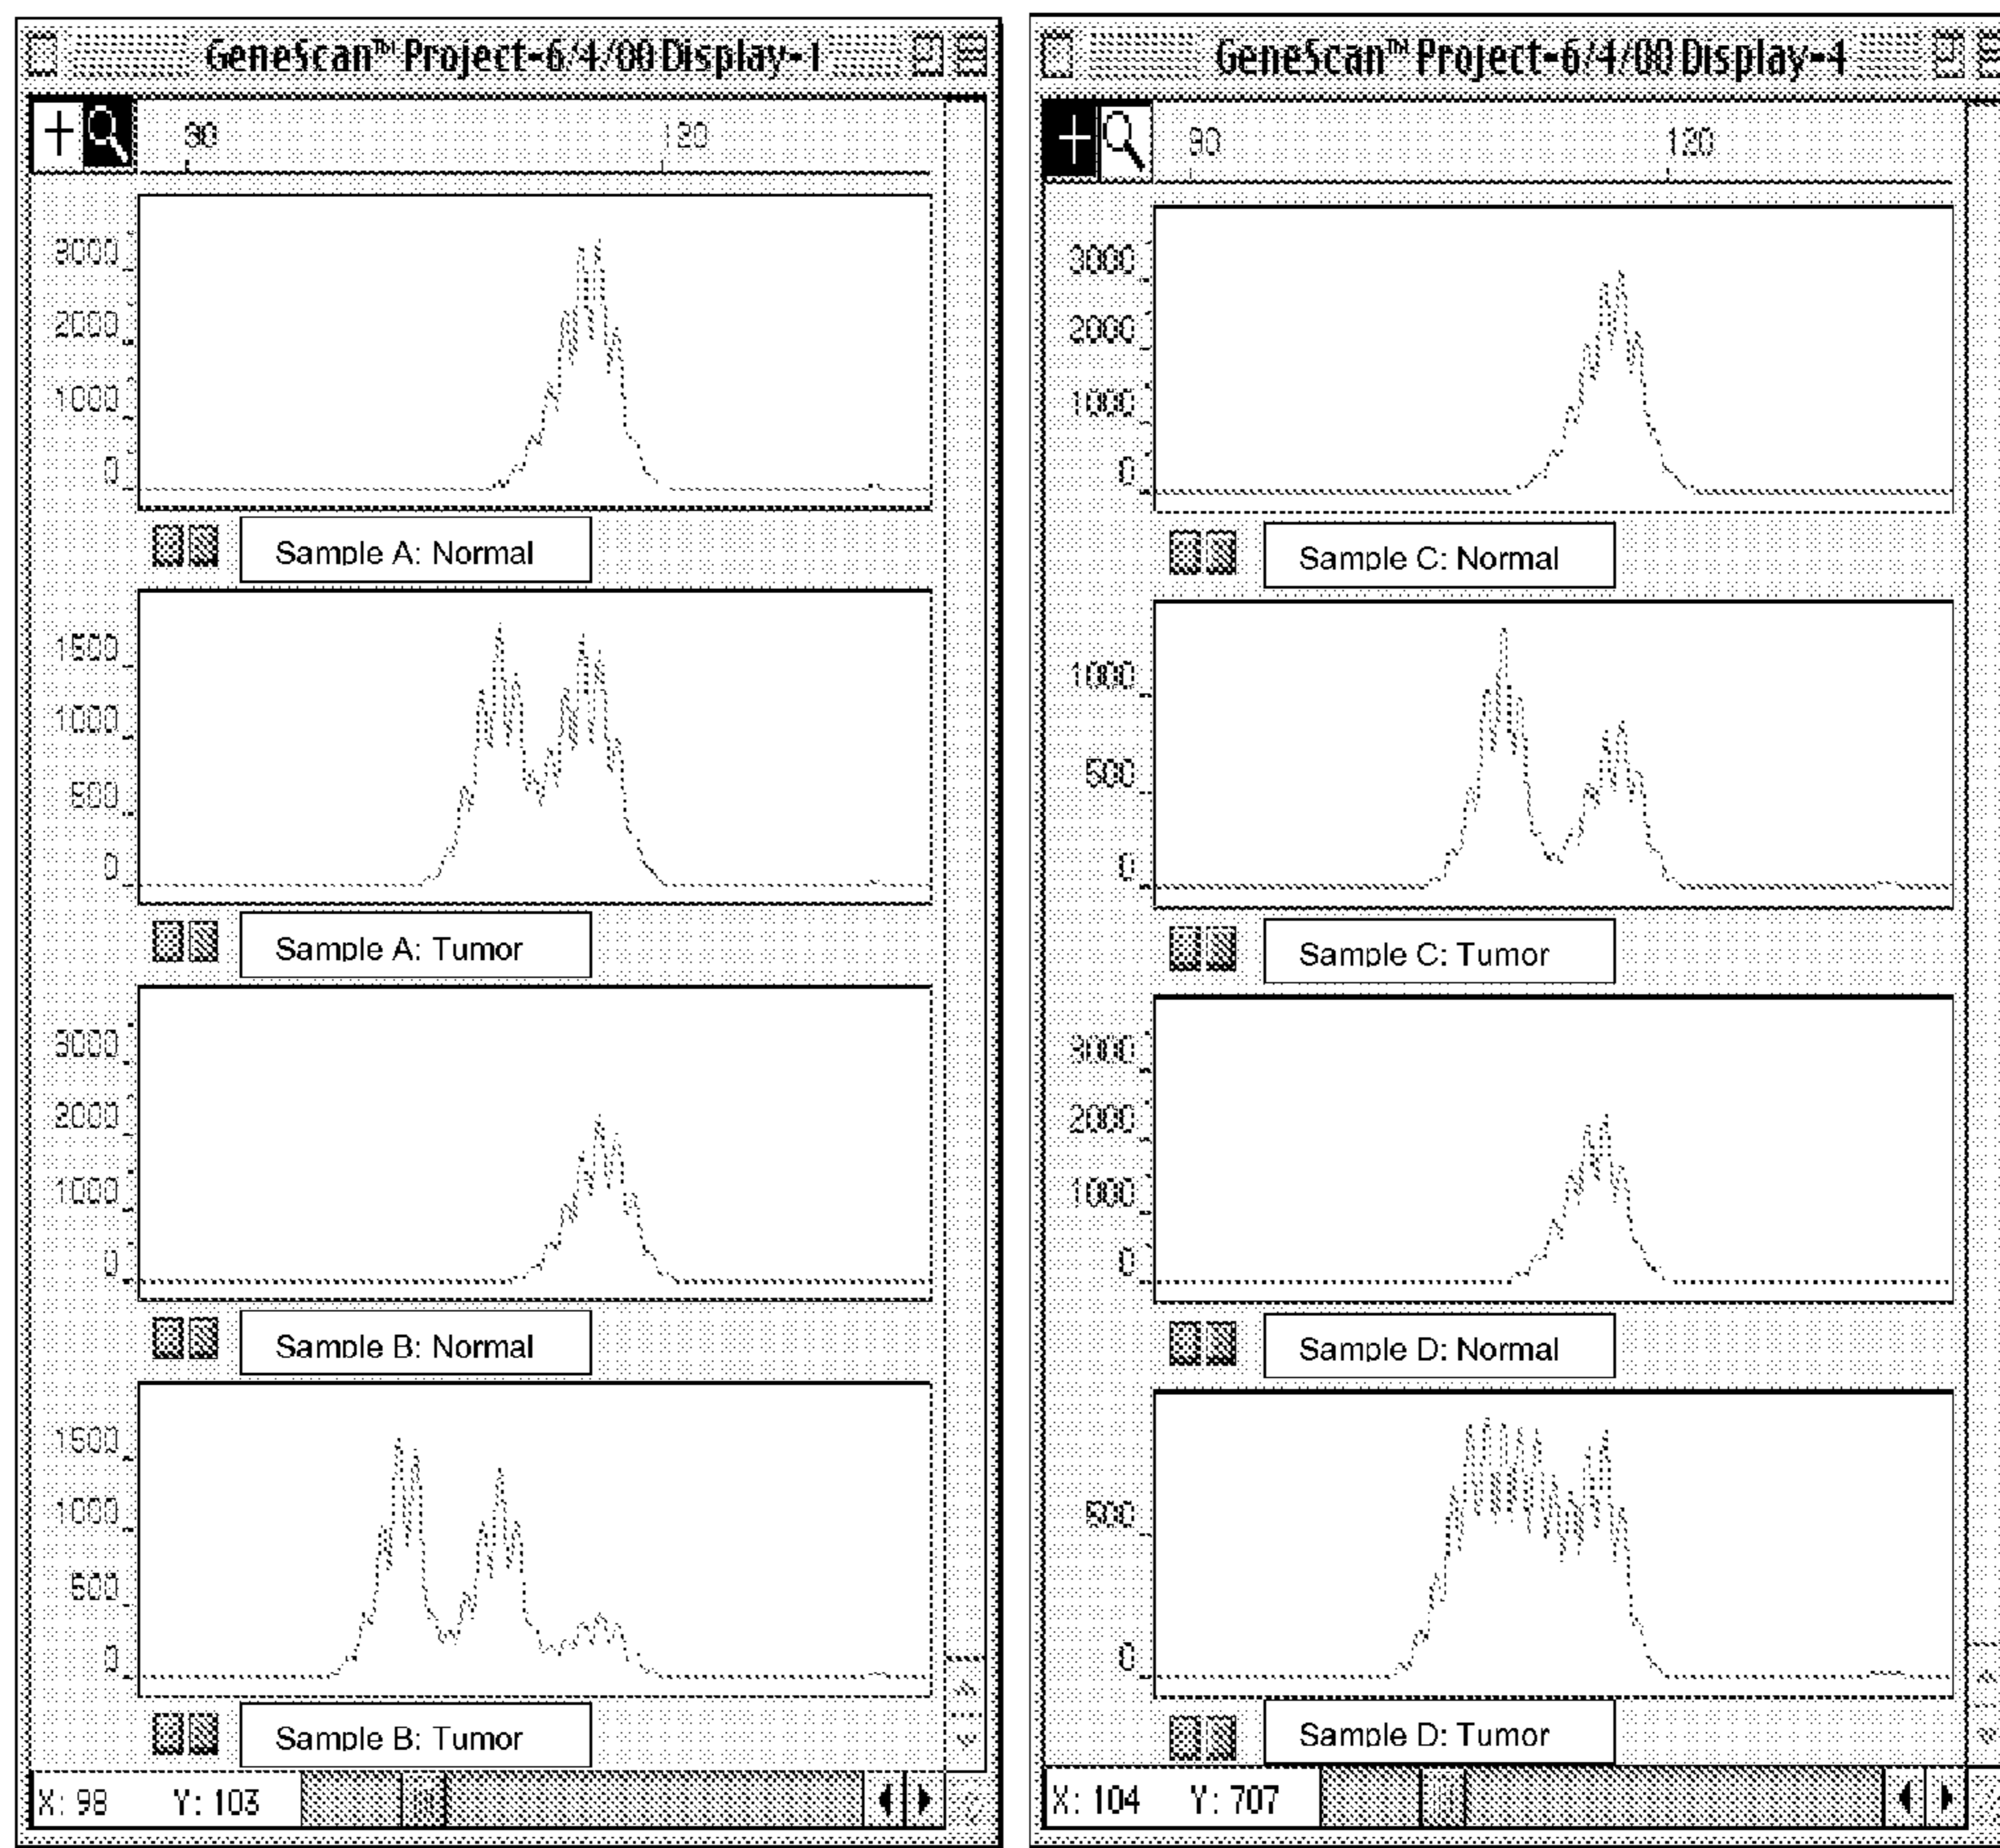 GeneScan™ Project-6/4/00 Display-1
90 120
3000
2000
1000
0
Sample A: Normal
1500
1000
500
0
Sample A: Tumor
3000
2000
1000
0
Sample B: Normal
1500
1000
500
0
Sample B: Tumor
X: 98 Y: 103
GeneScan™ Project-6/4/00 Display-4
90 120
3000
2000
1000
0
Sample C: Normal
1000
500
0
Sample C: Tumor
3000
2000
1000
0
Sample D: Normal
500
0
Sample D: Tumor
X: 104 Y: 707